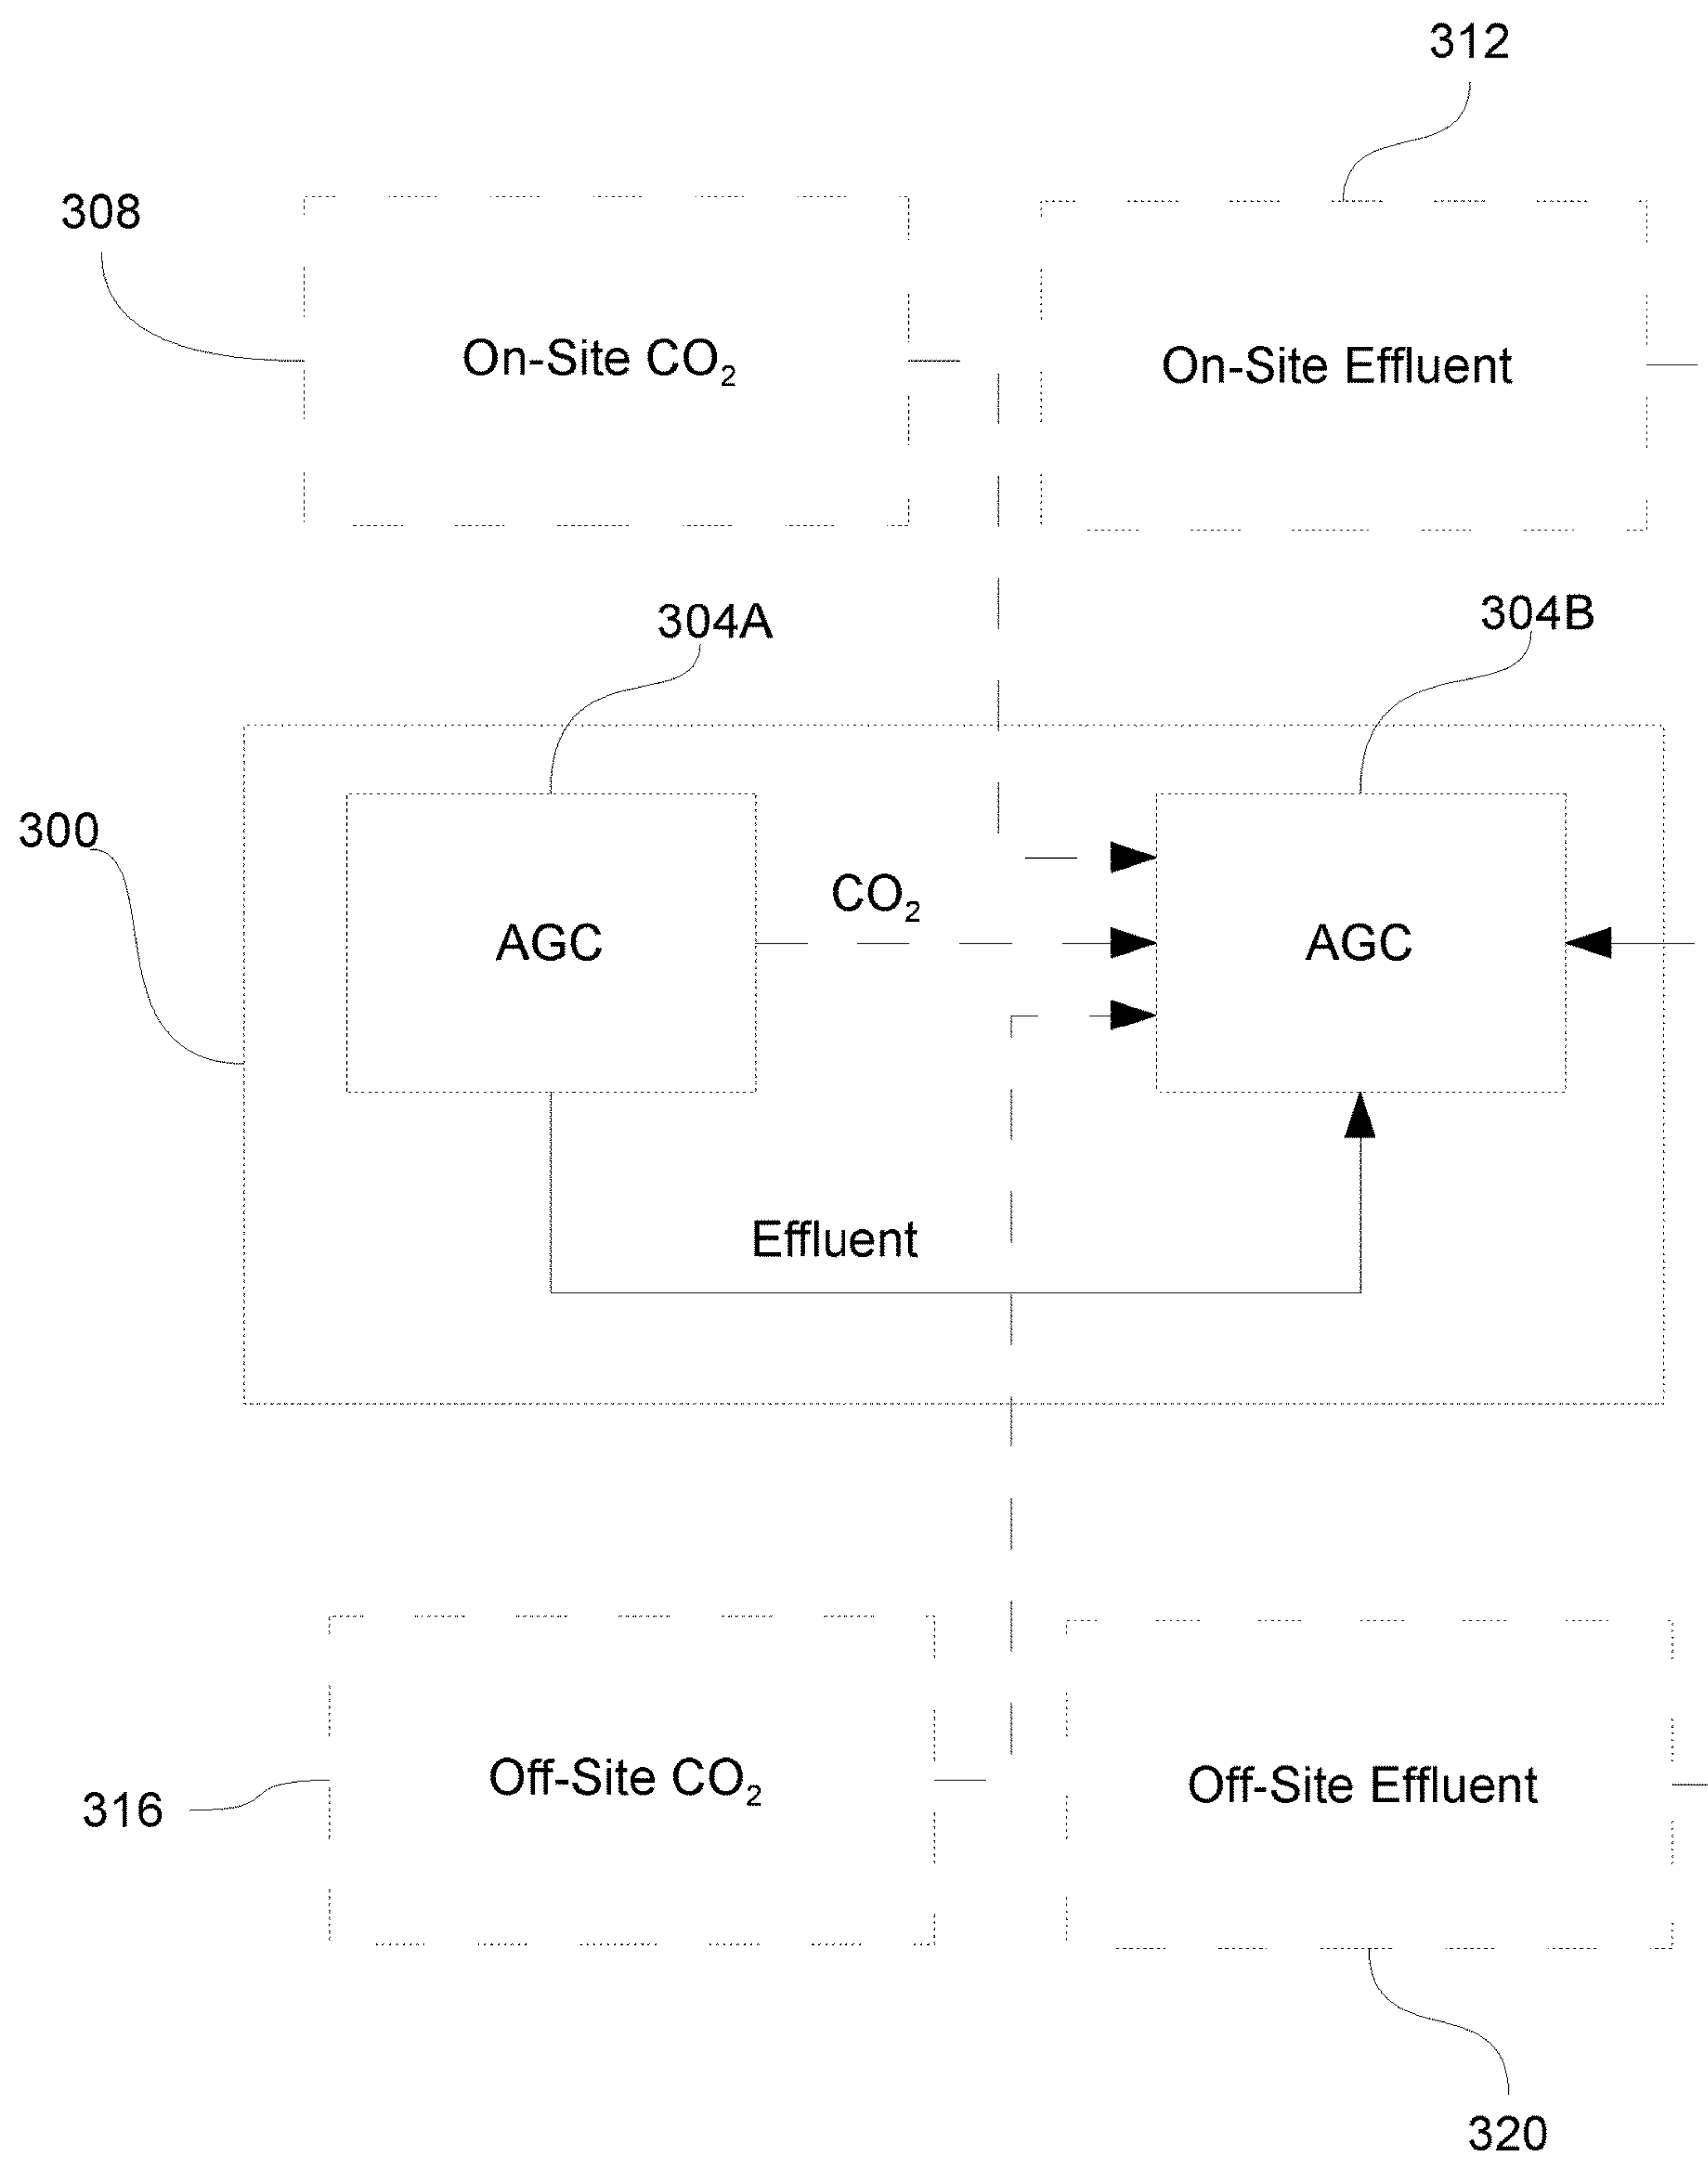 312
308
On-Site CO₂
On-Site Effluent
304A
304B
300
CO₂
AGC
AGC
Effluent
Off-Site CO₂
Off-Site Effluent
316
320